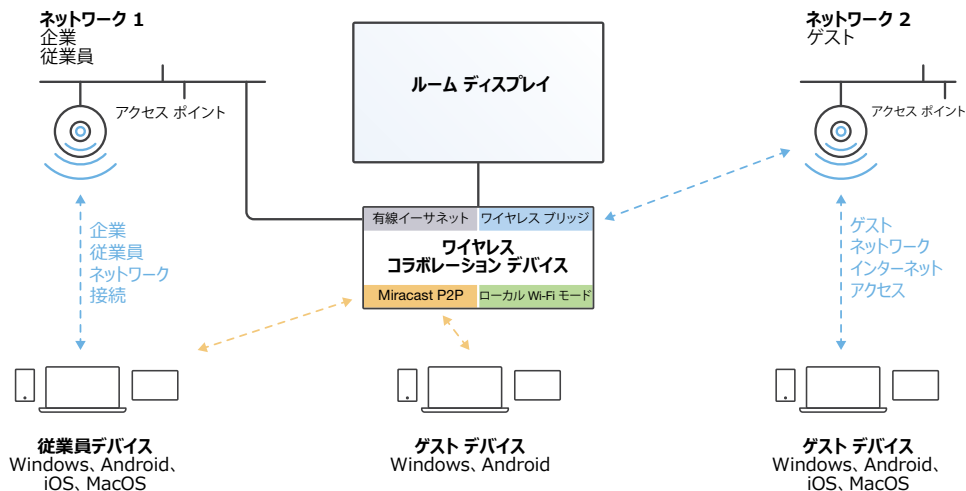 ネットワーク 1
企業
従業員
アクセス ポイント
ルーム ディスプレイ
ネットワーク 2
ゲスト
アクセス ポイント
有線イーサネット
ワイヤレス ブリッジ
ワイヤレス
コラボレーション デバイス
Miracast P2P
ローカル Wi-Fi モード
企業
従業員
ネットワーク
接続
ゲスト
ネットワーク
インターネット
アクセス
従業員デバイス
Windows、Android、
iOS、MacOS
ゲスト デバイス
Windows、Android
ゲスト デバイス
Windows、Android、
iOS、MacOS